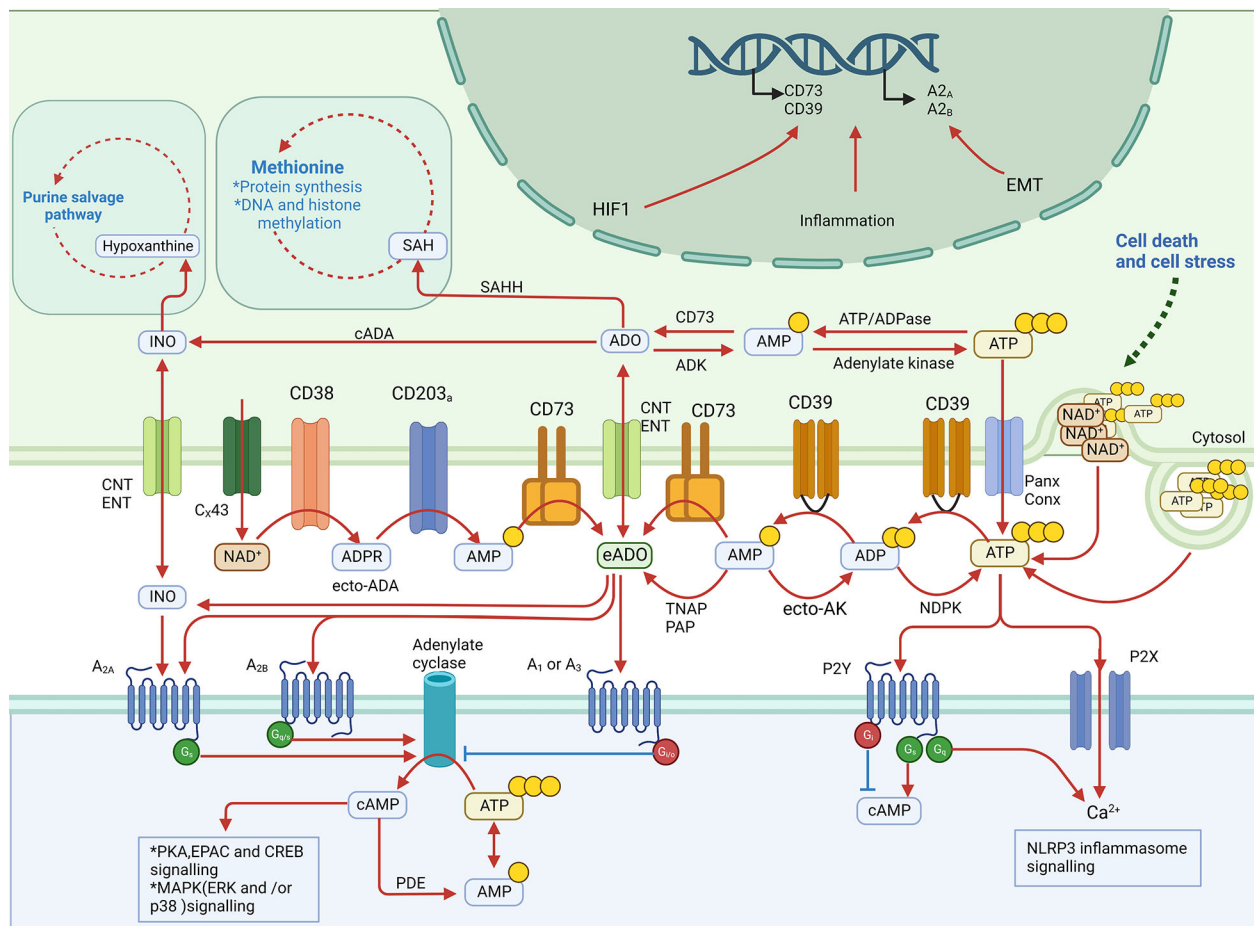 CD73
CD39
A2A
A2B
HIF1
Inflammation
EMT
Purine salvage
pathway
Hypoxanthine
Methionine
*Protein synthesis
*DNA and histone
methylation
SAH
SAHH
Cell death
and cell stress
INO
cADA
ADO
CD73
ADK
AMP
ATP/ADPase
Adenylate kinase
ATP
CD38
CD203a
CD73
CNT
ENT
CD73
CD39
CD39
ATP
ATP
NAD+
NAD+
NAD+
Cytosol
CNT
ENT
CX43
Panx
Conx
ATP
ATP
ATP
NAD+
ADPR
AMP
eADO
AMP
ADP
ATP
ecto-ADA
INO
TNAP
PAP
ecto-AK
NDPK
A2A
A2B
Adenylate
cyclase
A1 or A3
P2Y
P2X
Gs
Gq/s
Gi/o
Gi
Gs
Gq
cAMP
ATP
cAMP
Ca2+
*PKA,EPAC and CREB
signalling
*MAPK(ERK and /or
p38 )signalling
PDE
AMP
NLRP3 inflammasome
signalling